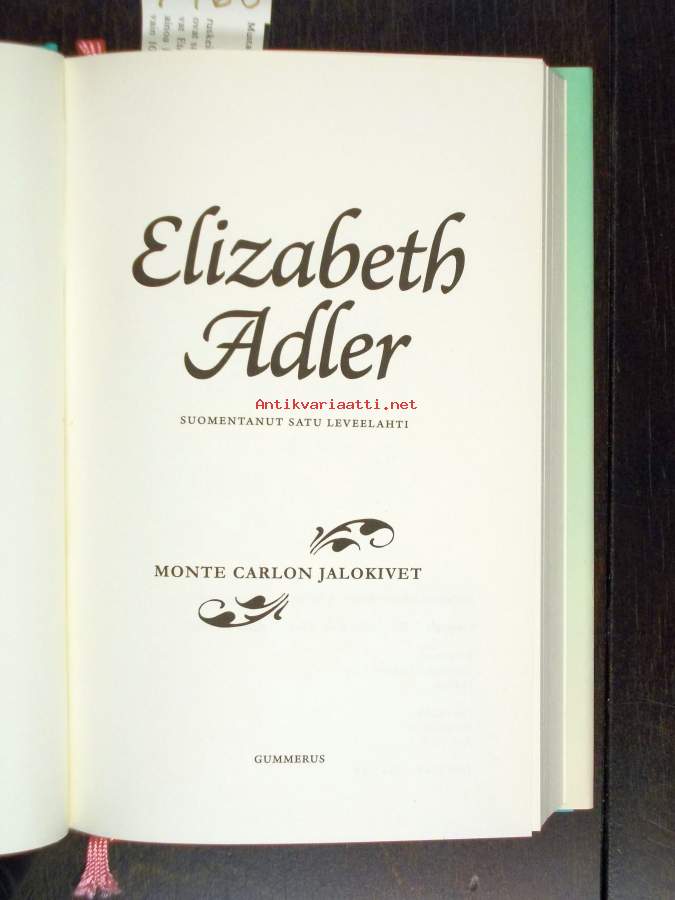 Elizabeth
Adler
Antikvariaatti.net
SUOMENTANUT SATU LEVEELAHTI
MONTE CARLON JALOKIVET
GUMMERUS